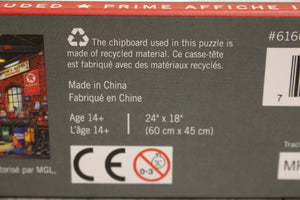 UDED ★ PRIME AFFICHE I
The chipboard used in this puzzle is
made of recycled material. Ce casse-tête
est fabriqué avec des matériaux recyclés.
Made in China
Fabriqué en Chine
Age 14+
L'âge 14+
24" x 18"
(60 cm x 45 cm)
CE
0-3
#616
7
Traci
torisé par MGL,